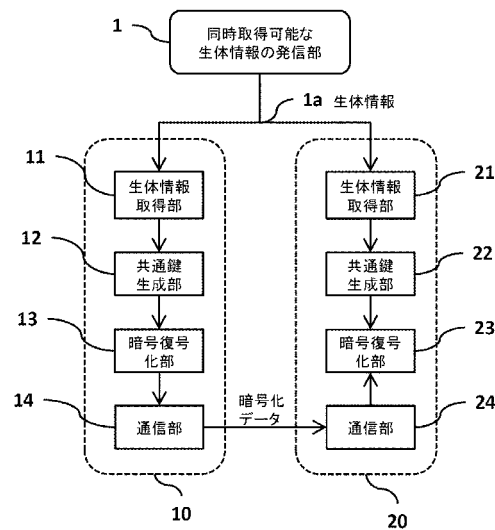 1
同時取得可能な
生体情報の発信部
1a 生体情報
11
生体情報
取得部
21
生体情報
取得部
12
共通鍵
生成部
22
共通鍵
生成部
13
暗号復号
化部
23
暗号復号
化部
14
通信部
暗号化
データ
24
通信部
10
20